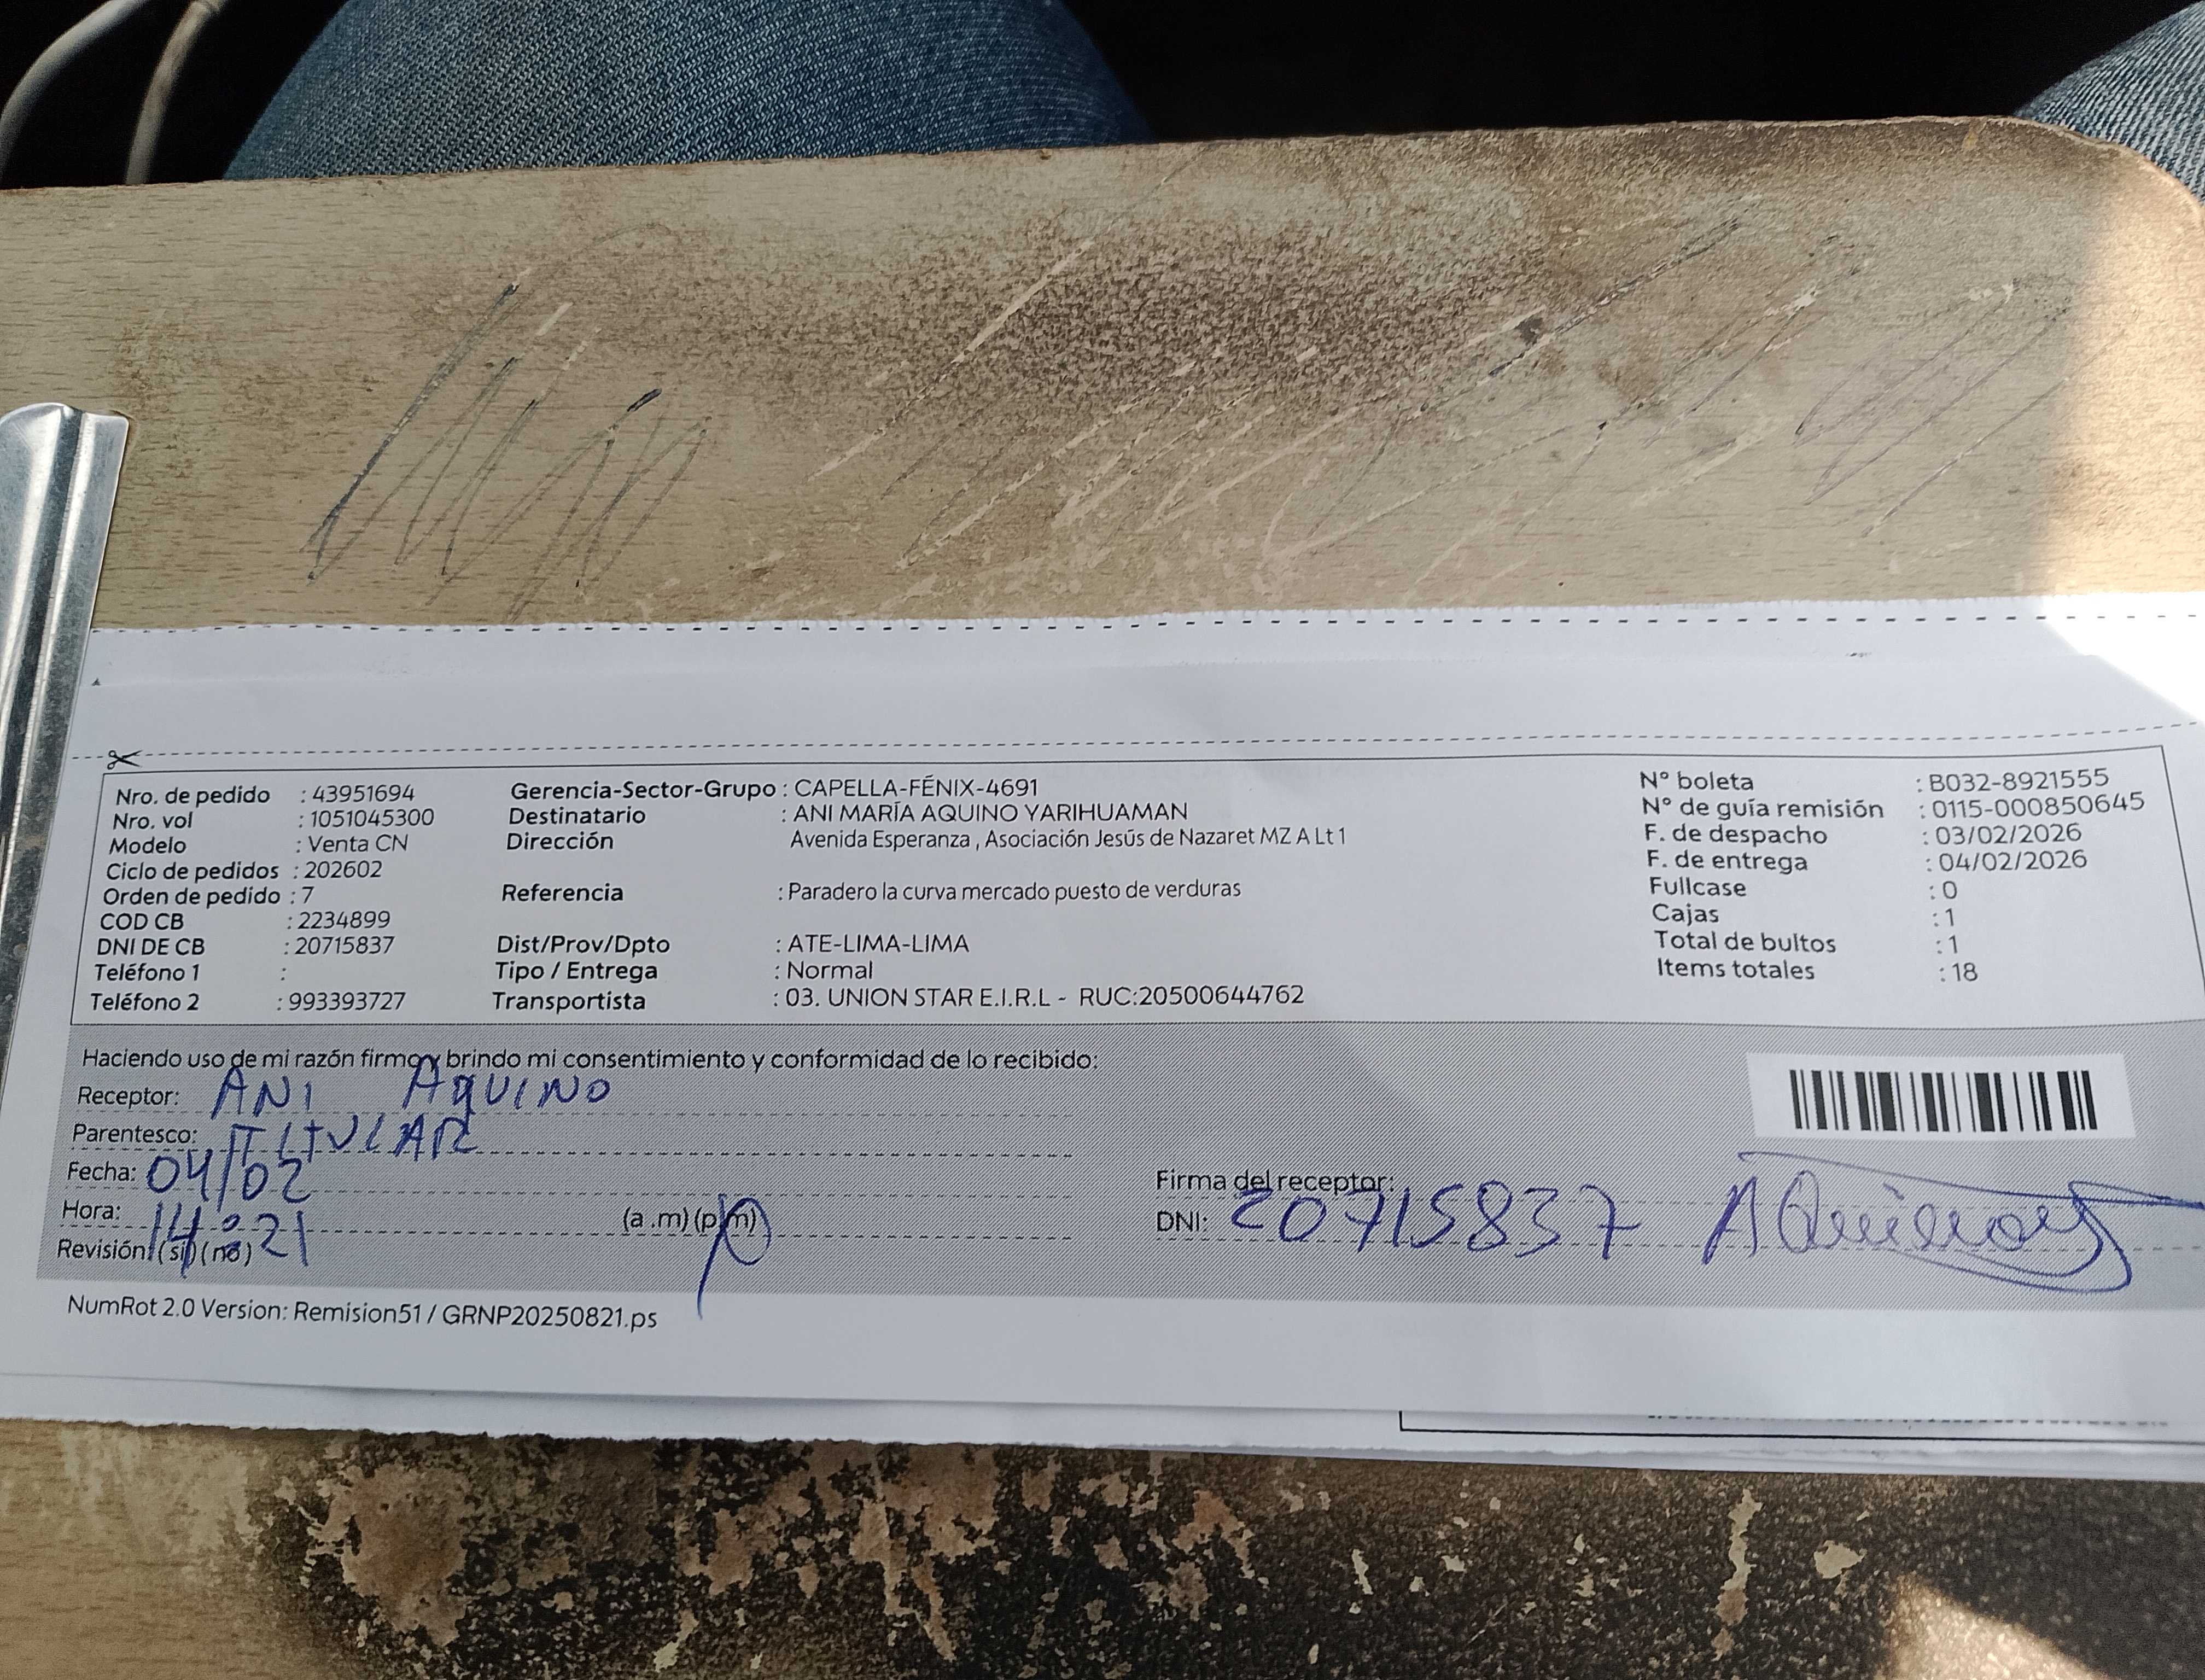 Nro. de pedido : 43951694
Nro. vol : 1051045300
Modelo : Venta CN
Ciclo de pedidos : 202602
Orden de pedido : 7
COD CB : 2234899
DNI DE CB : 20715837
Teléfono 1 :
Teléfono 2 : 993393727
Gerencia-Sector-Grupo : CAPELLA-FÉNIX-4691
Destinatario : ANI MARÍA AQUINO YARIHUAMAN
Dirección Avenida Esperanza , Asociación Jesús de Nazaret MZ A Lt 1
Referencia : Paradero la curva mercado puesto de verduras
Dist/Prov/Dpto : ATE-LIMA-LIMA
Tipo / Entrega : Normal
Transportista : 03. UNION STAR E.I.R.L - RUC:20500644762
N° boleta : B032-8921555
N° de guía remisión : 0115-000850645
F. de despacho : 03/02/2026
F. de entrega : 04/02/2026
Fullcase : 0
Cajas : 1
Total de bultos : 1
Items totales : 18
Haciendo uso de mi razón firmo y brindo mi consentimiento y conformidad de lo recibido:
Receptor: ANI AQUINO
Parentesco: TITULAR
Fecha: 04/02
Hora: 14:21 (a .m) (p.m)
Revisión: (si) (no)
Firma del receptor:
DNI: 20715837 AQuino
NumRot 2.0 Version: Remision51 / GRNP20250821.ps